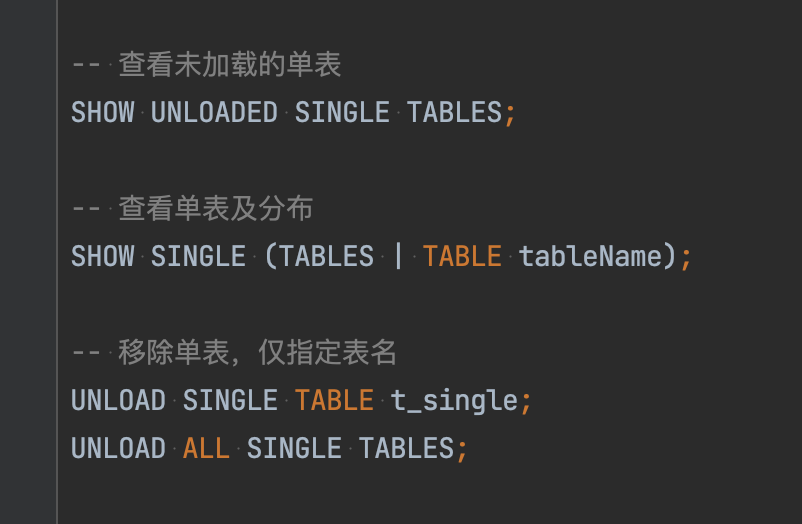 -- 查看未加载的单表
SHOW UNLOADED SINGLE TABLES;
-- 查看单表及分布
SHOW SINGLE (TABLES | TABLE tableName);
-- 移除单表，仅指定表名
UNLOAD SINGLE TABLE t_single;
UNLOAD ALL SINGLE TABLES;